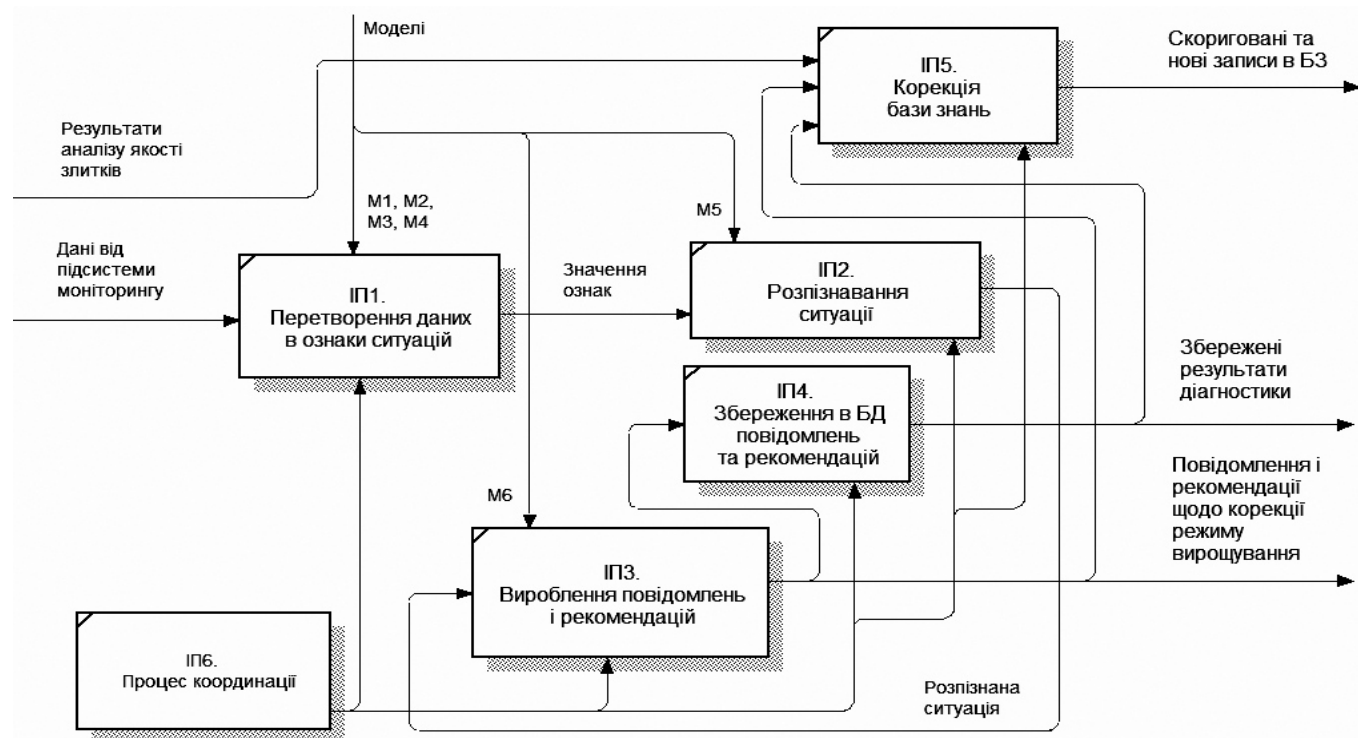 Моделі
ІП5.
Корекція
бази знань
Скориговані та
нові записи в БЗ
Результати
аналізу якості
злитків
М1, М2,
М3, М4
М5
Дані від
підсистеми
моніторингу
ІП1.
Перетворення даних
в ознаки ситуацій
Значення
ознак
ІП2.
Розпізнавання
ситуації
ІП4.
Збереження в БД
повідомлень
та рекомендацій
Збережені
результати
діагностики
М6
ІП3.
Вироблення повідомлень
і рекомендацій
Повідомлення і
рекомендації
щодо корекції
режиму
вирощування
ІП6.
Процес координації
Розпізнана
ситуація